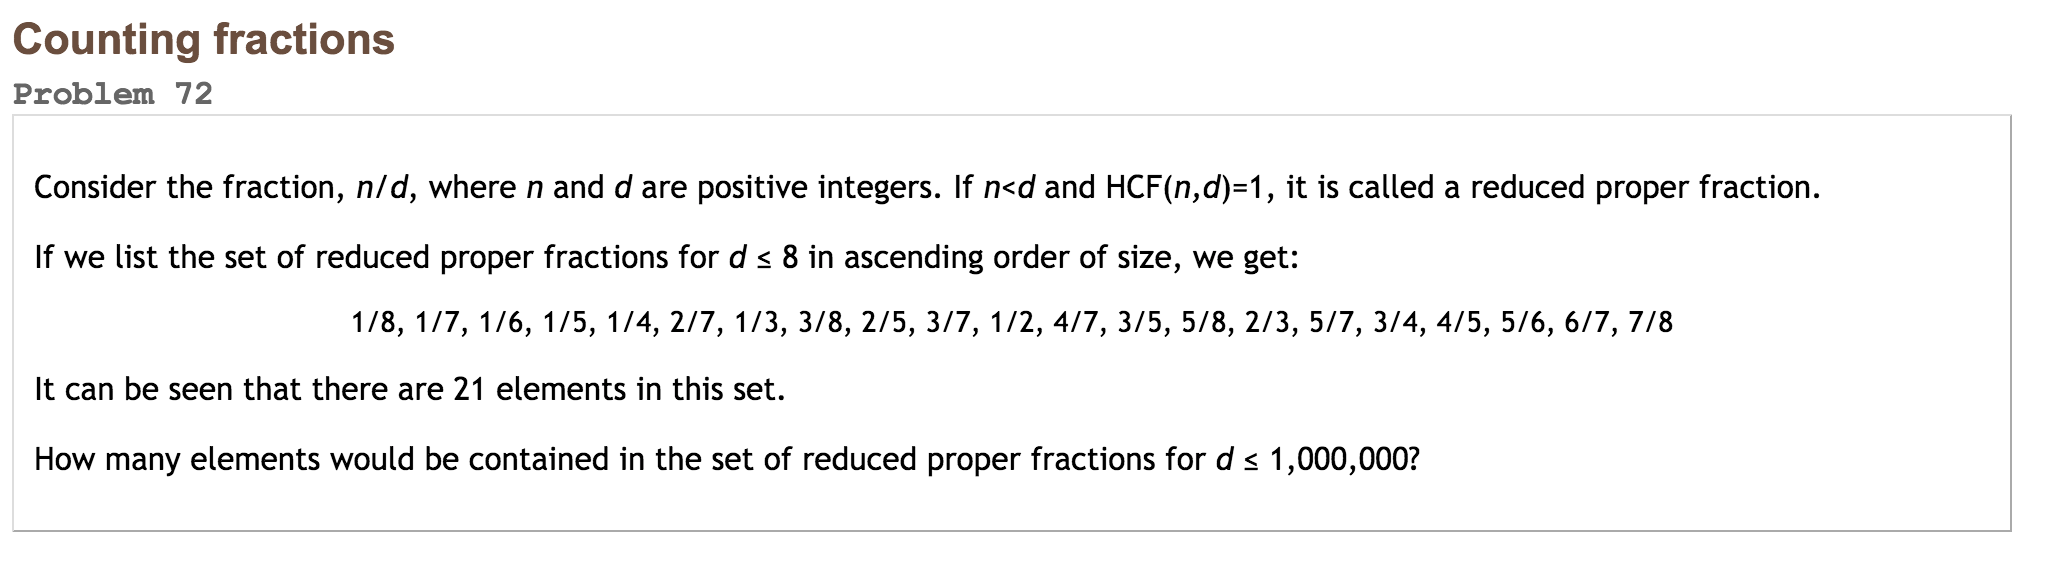 Counting fractions
Problem 72
Consider the fraction, n/d, where n and d are positive integers. If n<d and HCF(n,d)=1, it is called a reduced proper fraction.
If we list the set of reduced proper fractions for d ≤ 8 in ascending order of size, we get:
1/8, 1/7, 1/6, 1/5, 1/4, 2/7, 1/3, 3/8, 2/5, 3/7, 1/2, 4/7, 3/5, 5/8, 2/3, 5/7, 3/4, 4/5, 5/6, 6/7, 7/8
It can be seen that there are 21 elements in this set.
How many elements would be contained in the set of reduced proper fractions for d ≤ 1,000,000?